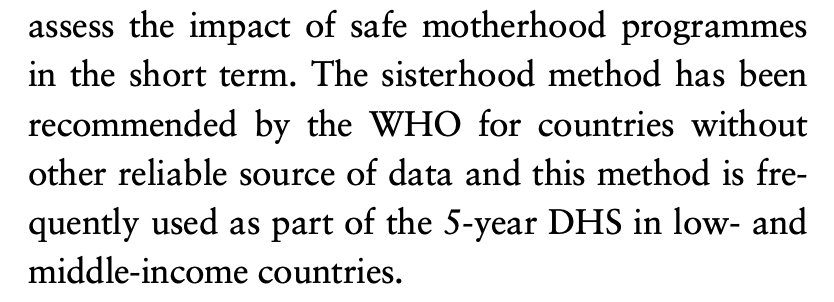 assess the impact of safe motherhood programmes
in the short term. The sisterhood method has been
recommended by the WHO for countries without
other reliable source of data and this method is fre-
quently used as part of the 5-year DHS in low- and
middle-income countries.